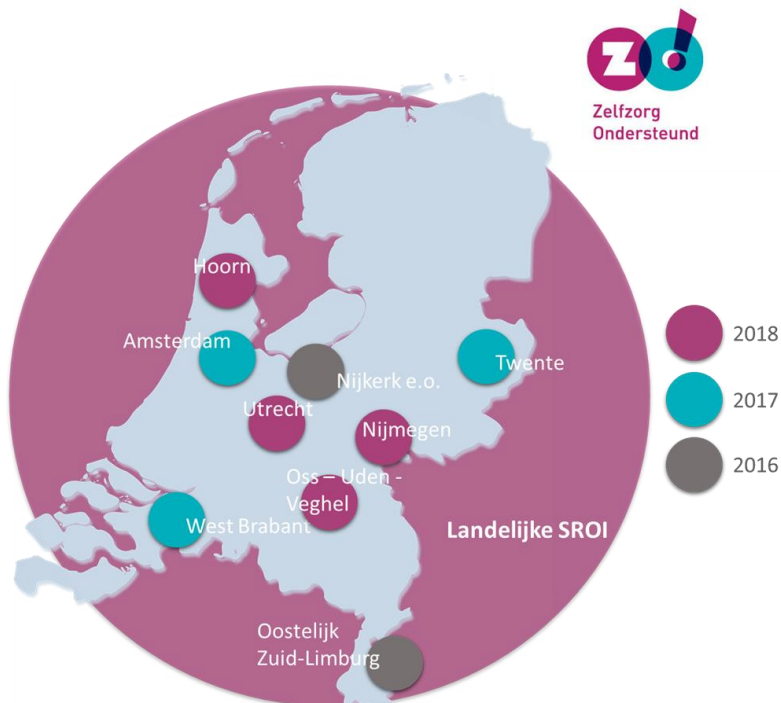 ZO!
Zelfzorg
Ondersteund
Hoorn
Amsterdam
Twente
Nijkerk e.o.
Utrecht
Nijmegen
Oss – Uden -
Veghel
West Brabant
Landelijke SROI
Oostelijk
Zuid-Limburg
2018
2017
2016